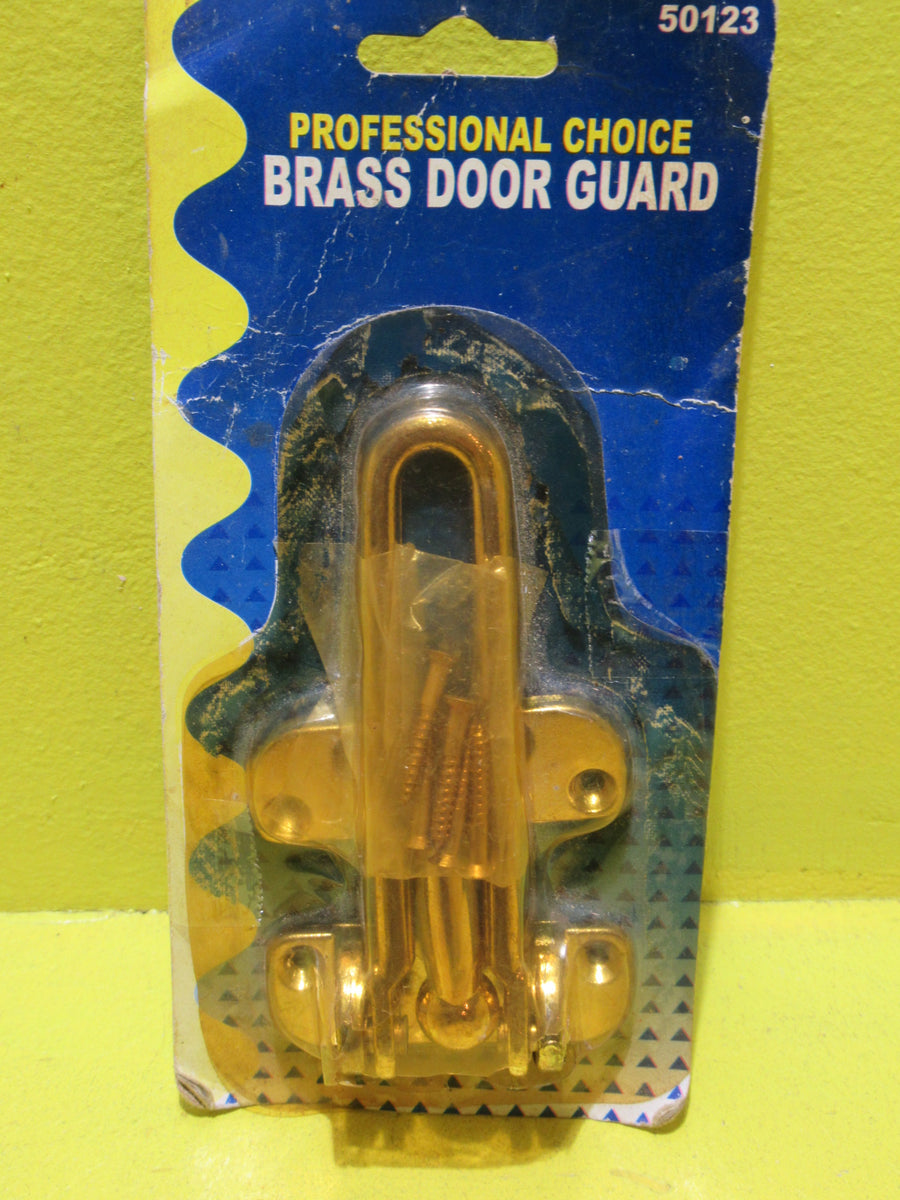 50123
PROFESSIONAL CHOICE
BRASS DOOR GUARD